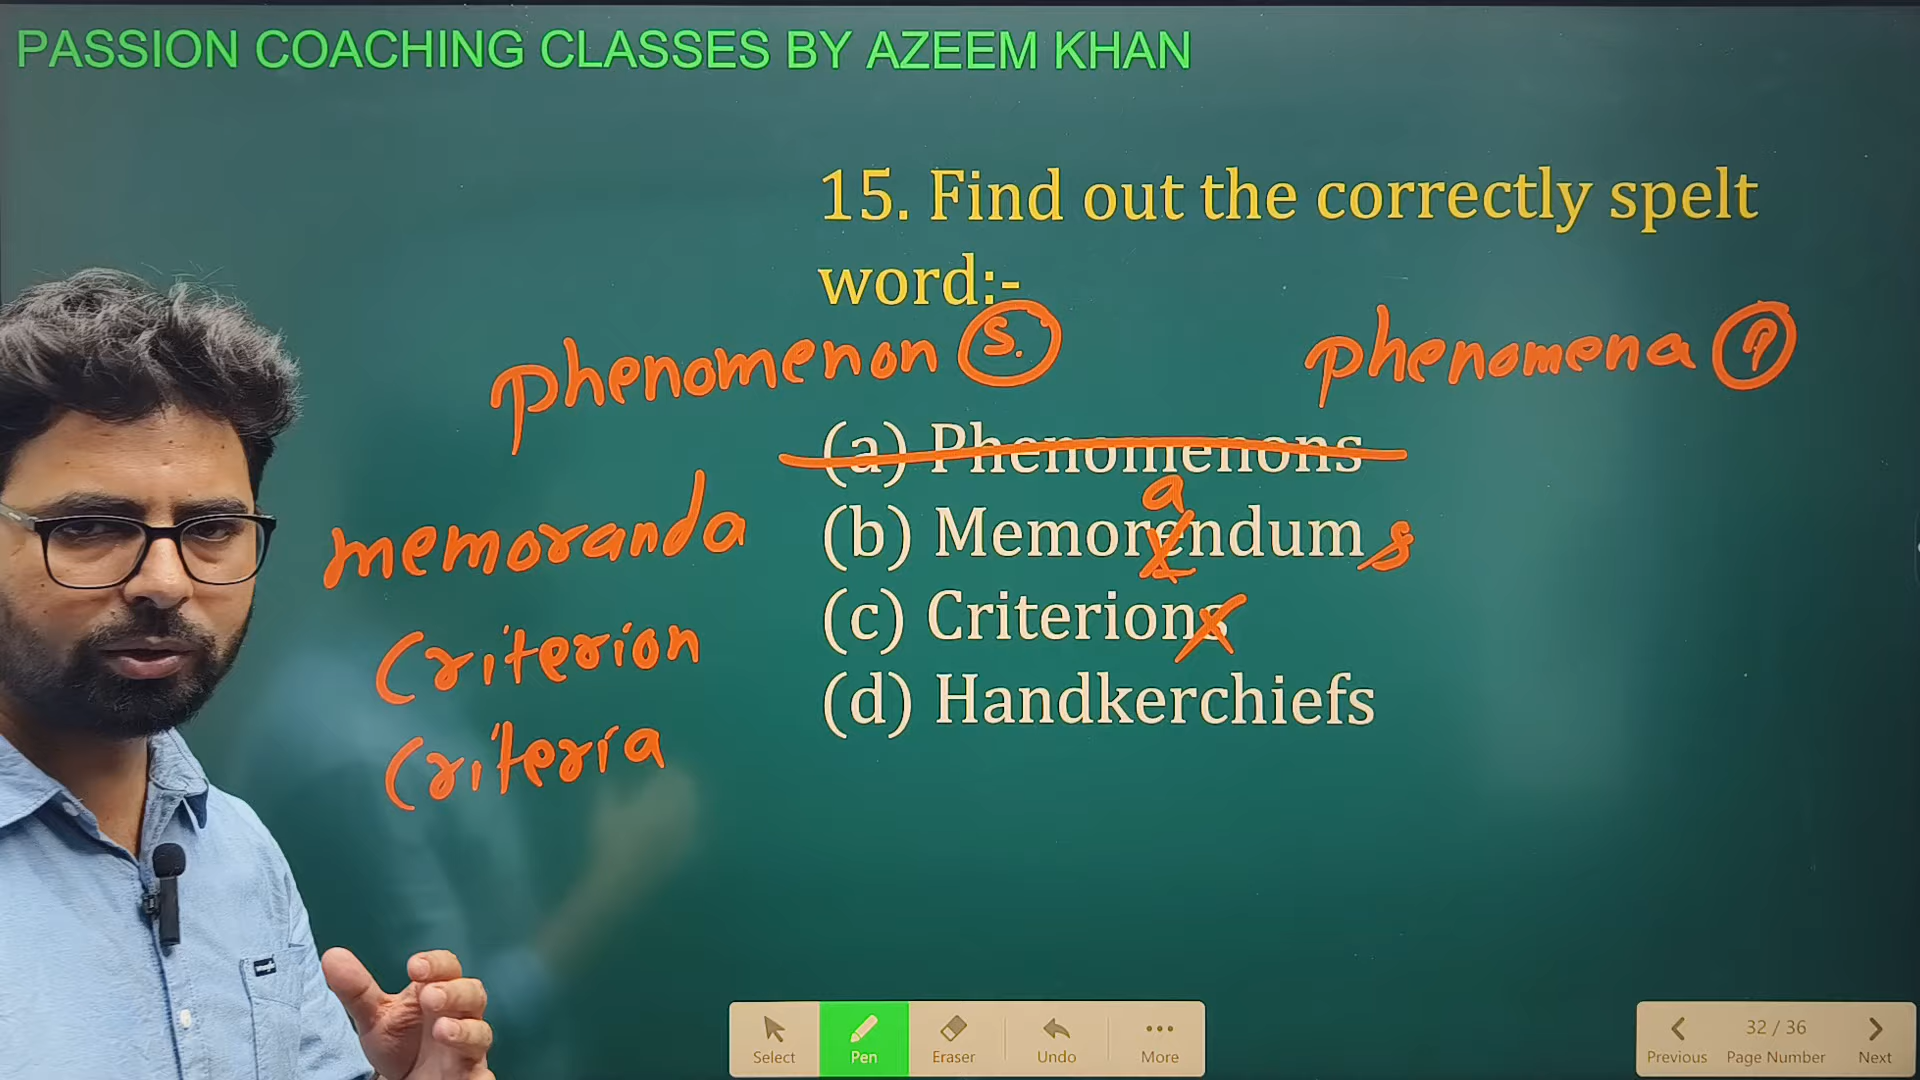 PASSION COACHING CLASSES BY AZEEM KHAN
15. Find out the correctly spelt
word:-
phenomenon S.
phenomena P
(a) Phenomenons
a
memoranda
(b) Memorendum s
(c) Criterions
Criterion
(d) Handkerchiefs
Criteria
Select
Pen
Eraser
Undo
More
32 / 36
Previous
Page Number
Next